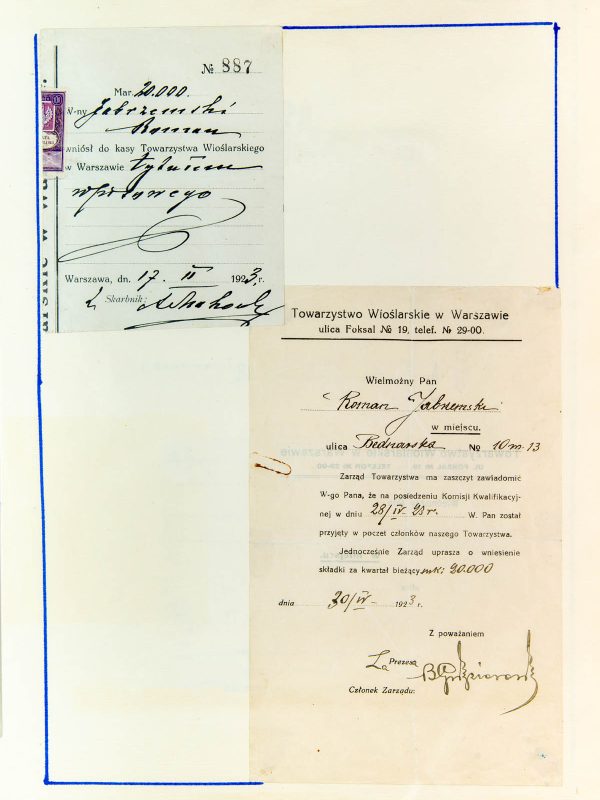 № 887
Mar. 20.000.
W-ny Jabrzemski
Roman
wniósł do kasy Towarzystwa Wioślarskiego
w Warszawie tytułem
wpisowego
Warszawa, dn. 17. II 1923, r.
Skarbnik:
Towarzystwo Wioślarskie w Warszawie
ulica Foksal № 19, telef. № 29-00.
Wielmożny Pan
Roman Jabrzemski
w miejscu.
ulica Bednarska No 10 m. 13
Zarząd Towarzystwa ma zaszczyt zawiadomić
W-go Pana, że na posiedzeniu Komisji Kwalifikacyj-
nej w dniu 28/IV 23 r. W. Pan został
przyjęty w poczet członków naszego Towarzystwa.
Jednocześnie Zarząd uprasza o wniesienie
składki za kwartał bieżący mk: 20.000
dnia 30/IV 1923 r.
Z poważaniem
Za Prezesa
Członek Zarządu: